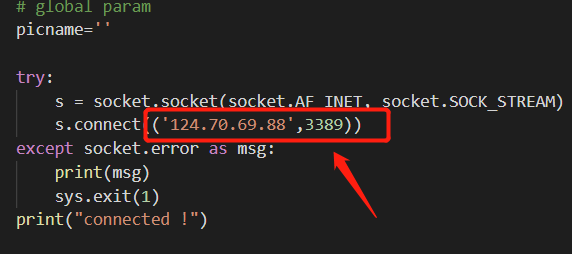 # global param
picname=''
try:
s = socket.socket(socket.AF_INET, socket.SOCK_STREAM)
s.connect(('124.70.69.88',3389))
except socket.error as msg:
print(msg)
sys.exit(1)
print("connected !")